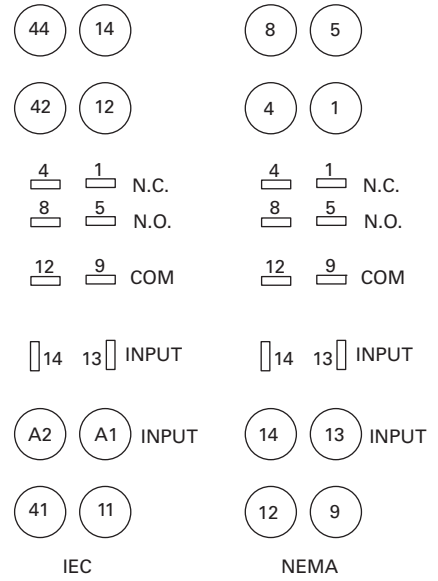 44 14 8 5
42 12 4 1
4 1 N.C. 4 1 N.C.
8 5 N.O. 8 5 N.O.
12 9 COM 12 9 COM
14 13 INPUT 14 13 INPUT
A2 A1 INPUT 14 13 INPUT
41 11 12 9
IEC NEMA